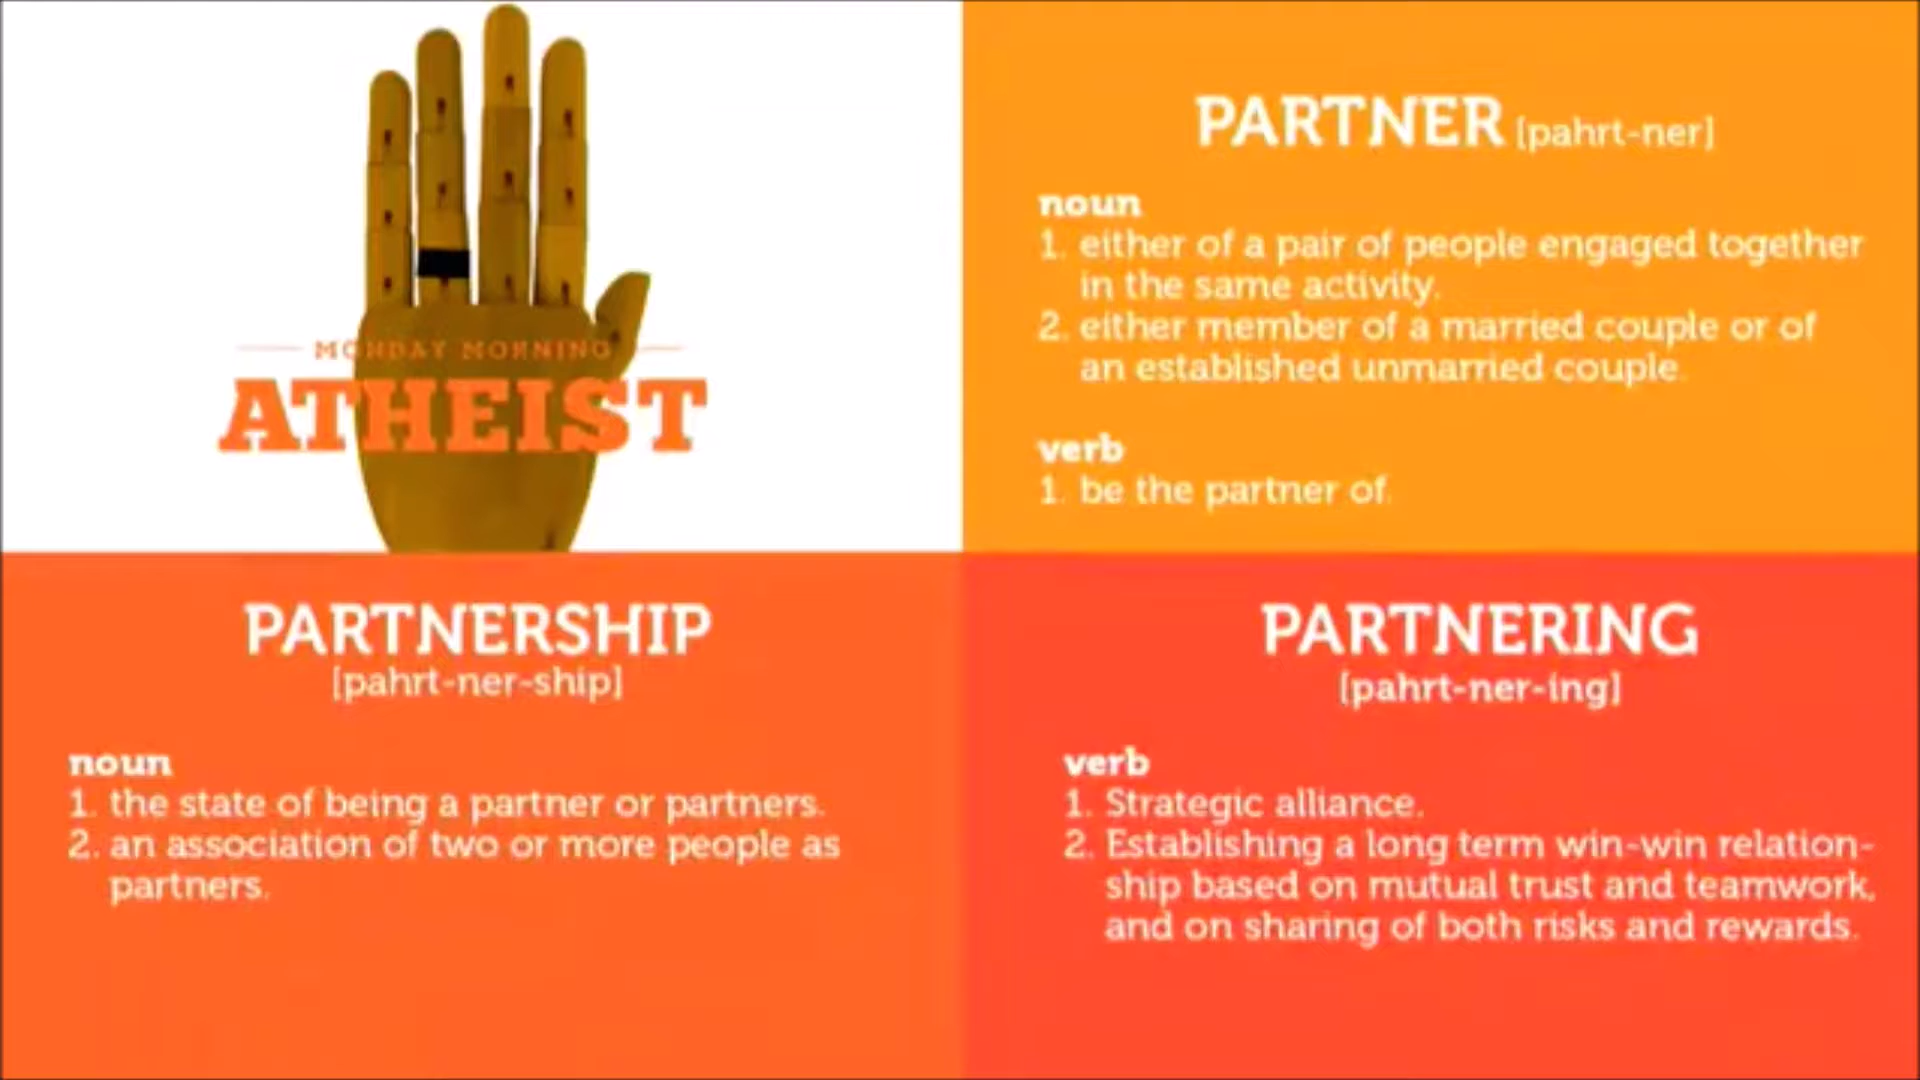 MONDAY MORNING
ATHEIST
PARTNER [pahrt-ner]
noun
1. either of a pair of people engaged together
in the same activity.
2. either member of a married couple or of
an established unmarried couple.
verb
1. be the partner of.
PARTNERSHIP
[pahrt-ner-ship]
noun
1. the state of being a partner or partners.
2. an association of two or more people as
partners.
PARTNERING
[pahrt-ner-ing]
verb
1. Strategic alliance.
2. Establishing a long term win-win relation-
ship based on mutual trust and teamwork,
and on sharing of both risks and rewards.